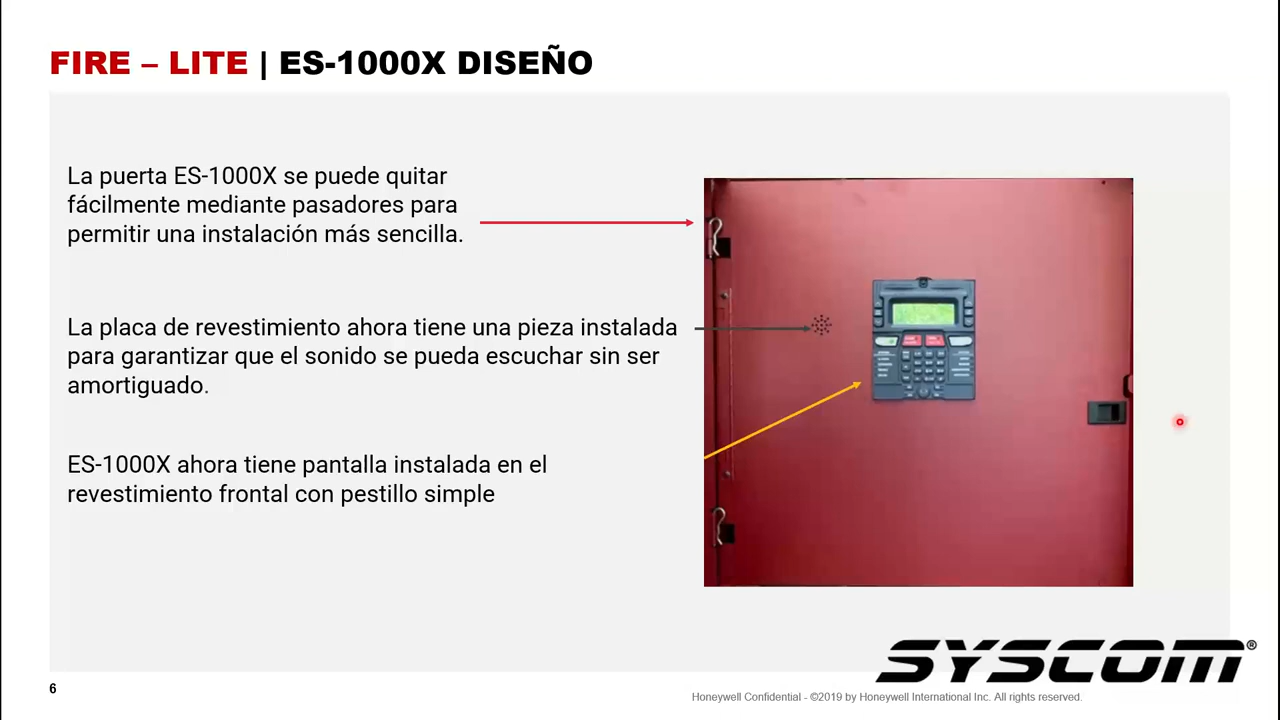 FIRE – LITE | ES-1000X DISEÑO
La puerta ES-1000X se puede quitar
fácilmente mediante pasadores para
permitir una instalación más sencilla.
La placa de revestimiento ahora tiene una pieza instalada
para garantizar que el sonido se pueda escuchar sin ser
amortiguado.
ES-1000X ahora tiene pantalla instalada en el
revestimiento frontal con pestillo simple
SYSCOM®
6
Honeywell Confidential - ©2019 by Honeywell International Inc. All rights reserved.